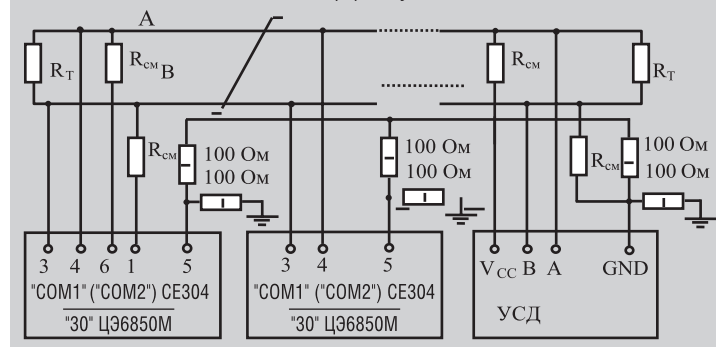 A
R_T
R_см
B
R_см
R_T
R_см
100 Ом
100 Ом
100 Ом
100 Ом
R_см
100 Ом
100 Ом
3 4 6 1 5
3 4 5
V_CC B A GND
"COM1" ("COM2") CE304
"30" ЦЭ6850М
"COM1" ("COM2") CE304
"30" ЦЭ6850М
УСД